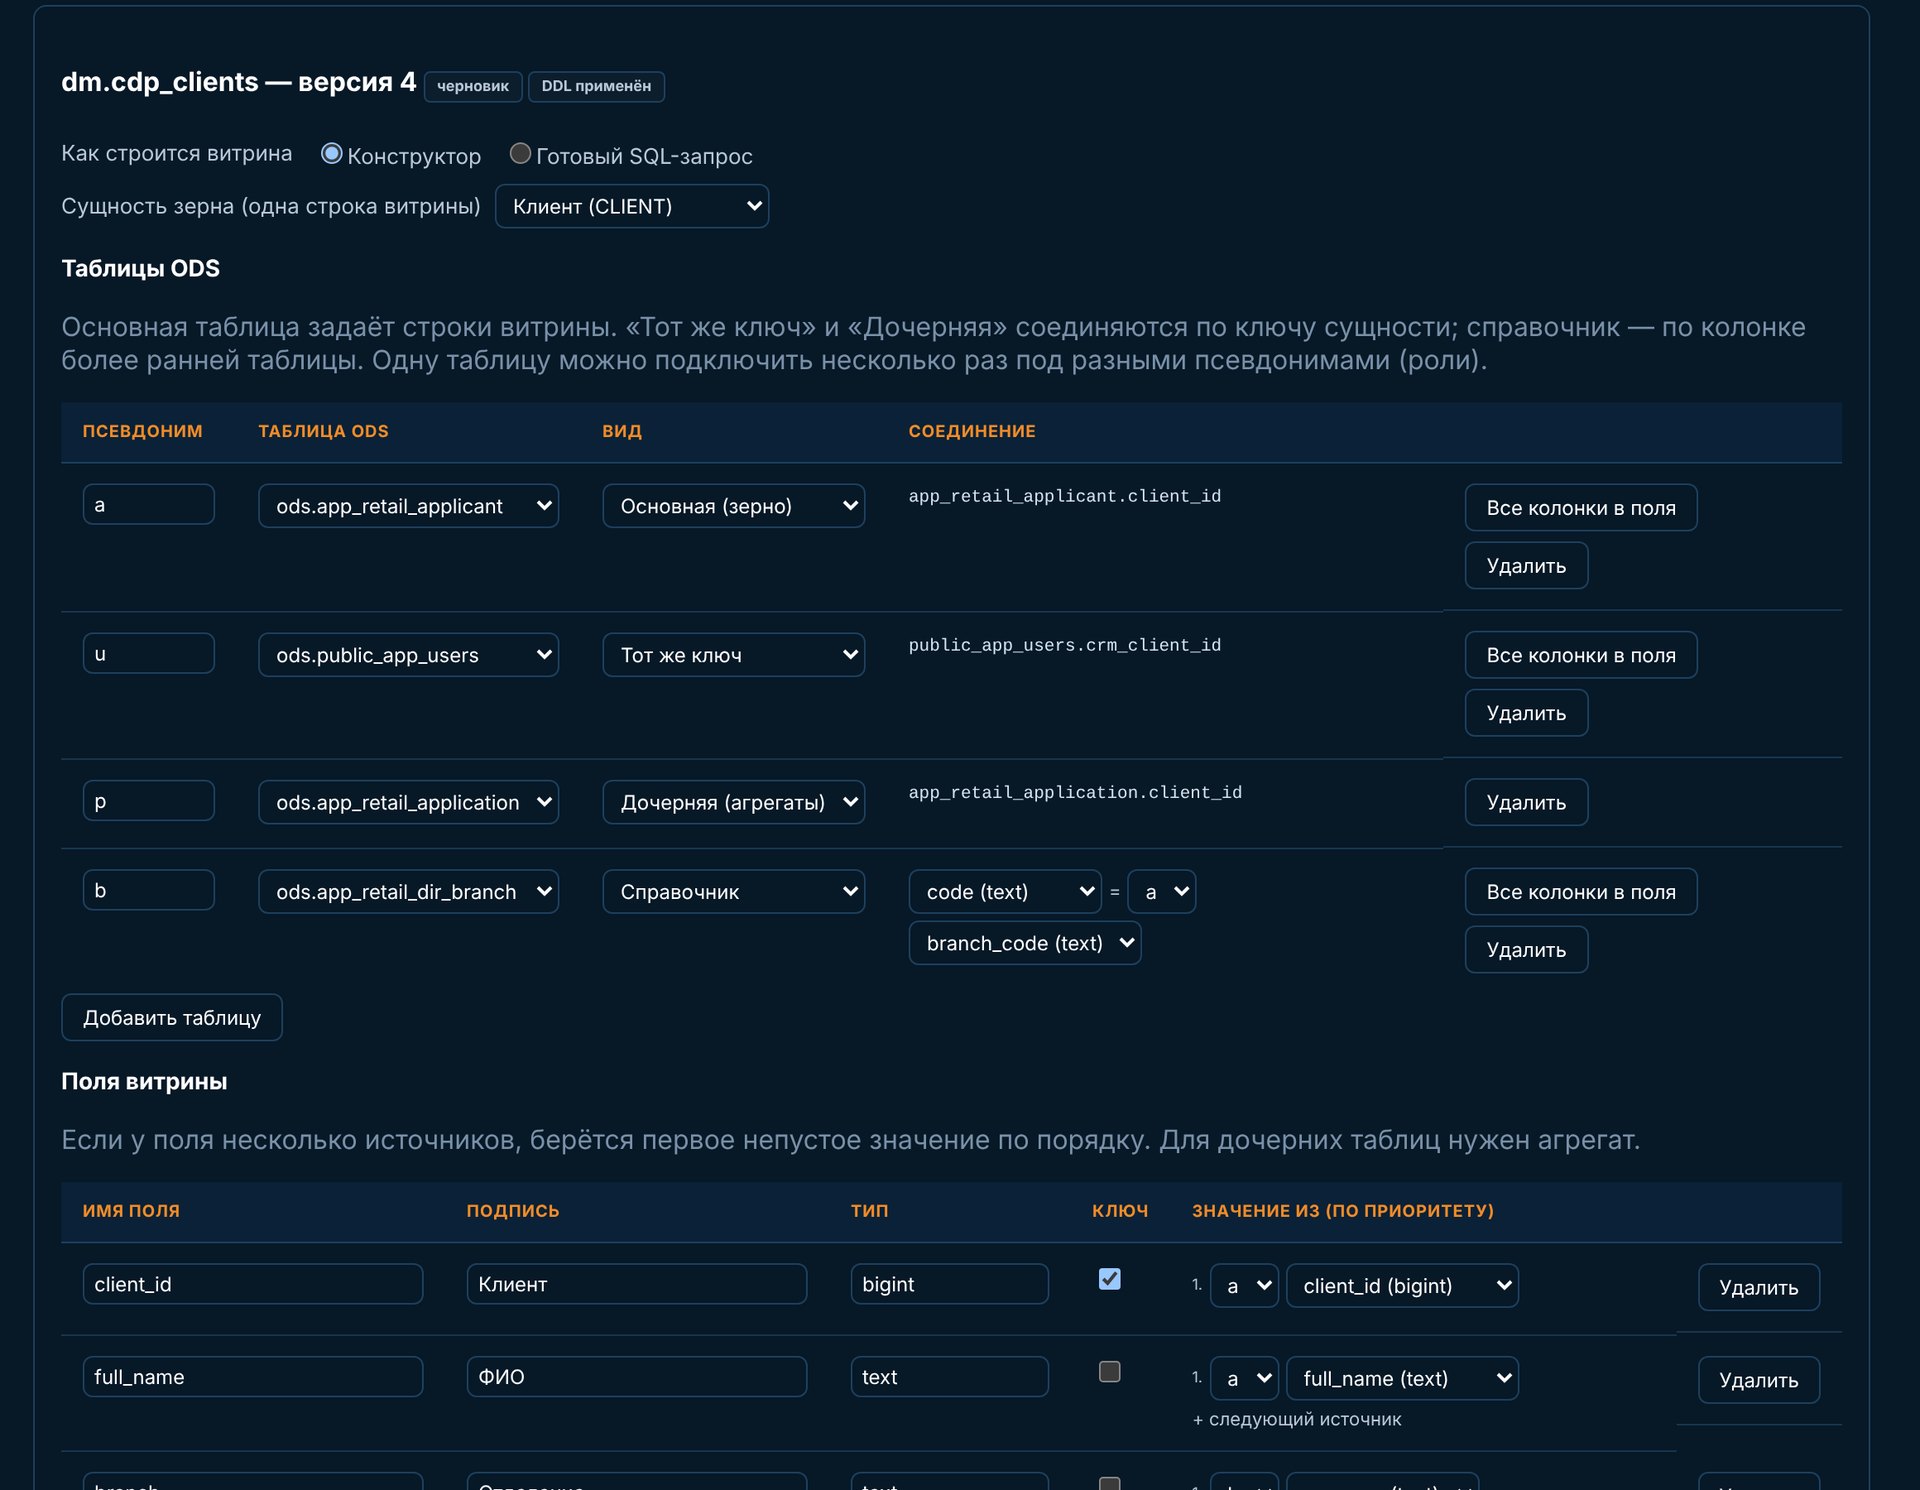 dm.cdp_clients — версия 4 черновик DDL применён
Как строится витрина Конструктор Готовый SQL-запрос
Сущность зерна (одна строка витрины) Клиент (CLIENT)
Таблицы ODS
Основная таблица задаёт строки витрины. «Тот же ключ» и «Дочерняя» соединяются по ключу сущности; справочник — по колонке
более ранней таблицы. Одну таблицу можно подключить несколько раз под разными псевдонимами (роли).
ПСЕВДОНИМ ТАБЛИЦА ODS ВИД СОЕДИНЕНИЕ
a ods.app_retail_applicant Основная (зерно) app_retail_applicant.client_id Все колонки в поля
Удалить
u ods.public_app_users Тот же ключ public_app_users.crm_client_id Все колонки в поля
Удалить
p ods.app_retail_application Дочерняя (агрегаты) app_retail_application.client_id Удалить
b ods.app_retail_dir_branch Справочник code (text) = a Все колонки в поля
branch_code (text) Удалить
Добавить таблицу
Поля витрины
Если у поля несколько источников, берётся первое непустое значение по порядку. Для дочерних таблиц нужен агрегат.
ИМЯ ПОЛЯ ПОДПИСЬ ТИП КЛЮЧ ЗНАЧЕНИЕ ИЗ (ПО ПРИОРИТЕТУ)
client_id Клиент bigint 1. a client_id (bigint) Удалить
full_name ФИО text 1. a full_name (text) Удалить
+ следующий источник